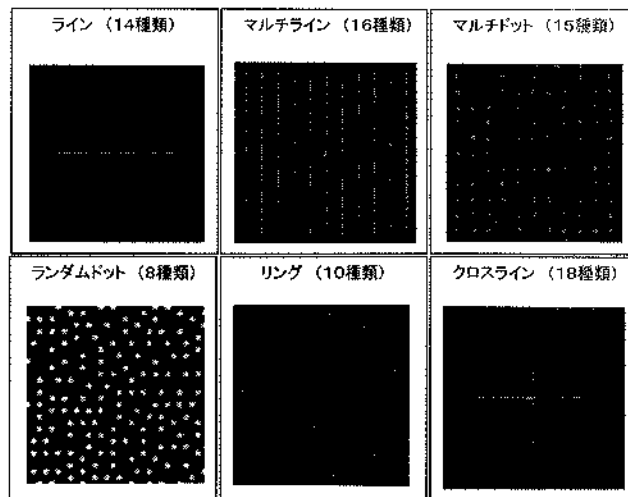 ライン（14種類）
マルチライン（16種類）
マルチドット（15種類）
ランダムドット（8種類）
リング（10種類）
クロスライン（18種類）